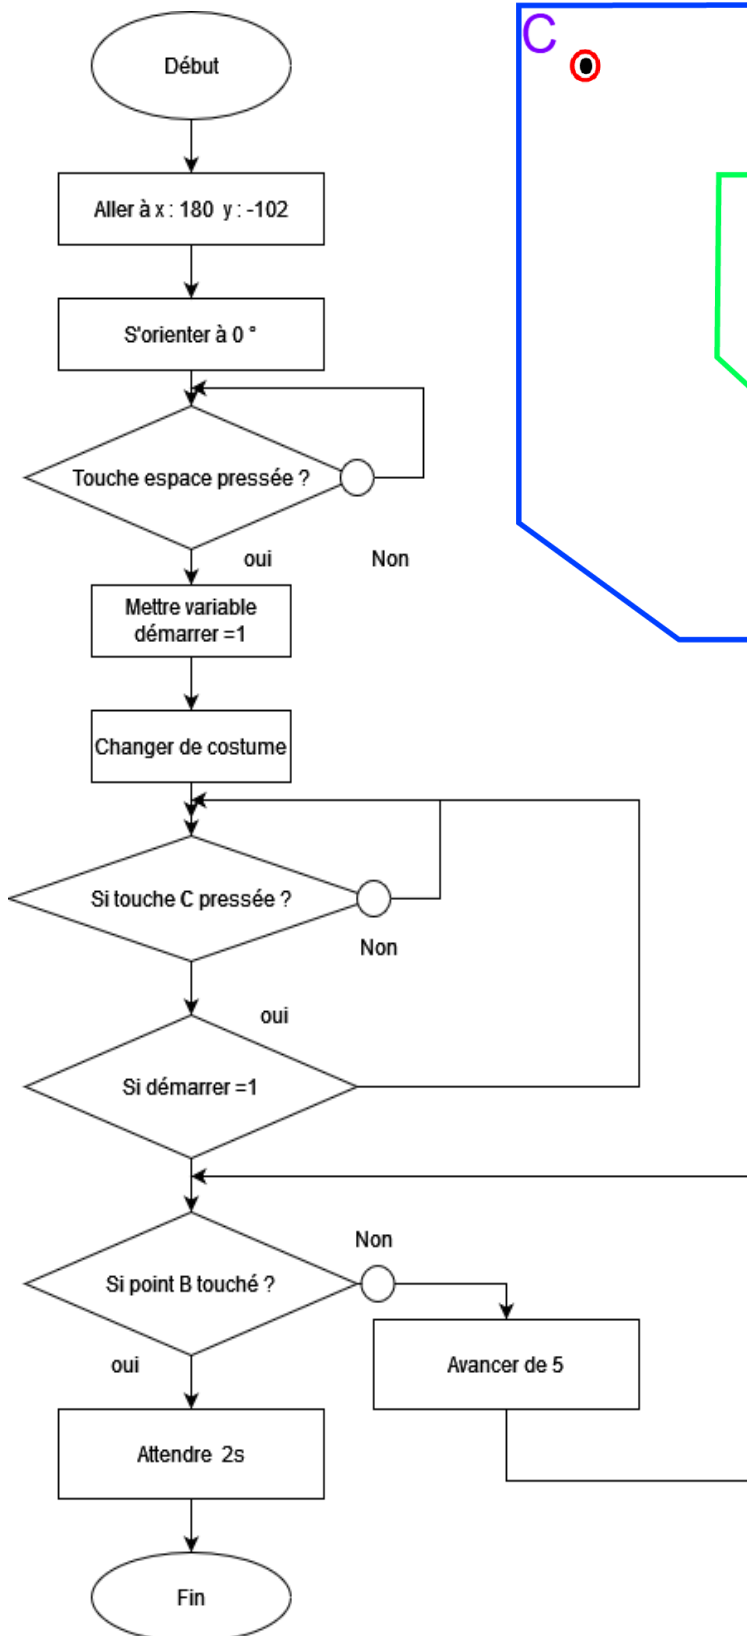 Début
C
Aller à x : 180 y : -102
S'orienter à 0 °
Touche espace pressée ?
oui
Non
Mettre variable
démarrer =1
Changer de costume
Si touche C pressée ?
Non
oui
Si démarrer =1
Non
Si point B touché ?
oui
Avancer de 5
Attendre 2s
Fin